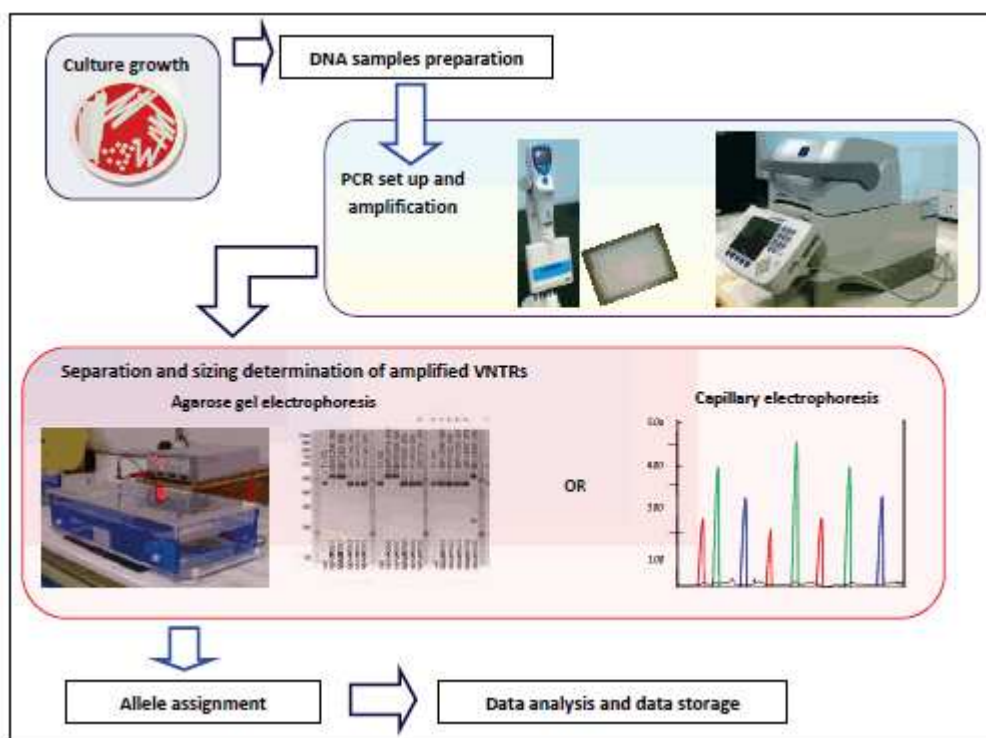 Culture growth
DNA samples preparation
PCR set up and
amplification
Separation and sizing determination of amplified VNTRs
Agarose gel electrophoresis
Capillary electrophoresis
OR
Allele assignment
Data analysis and data storage